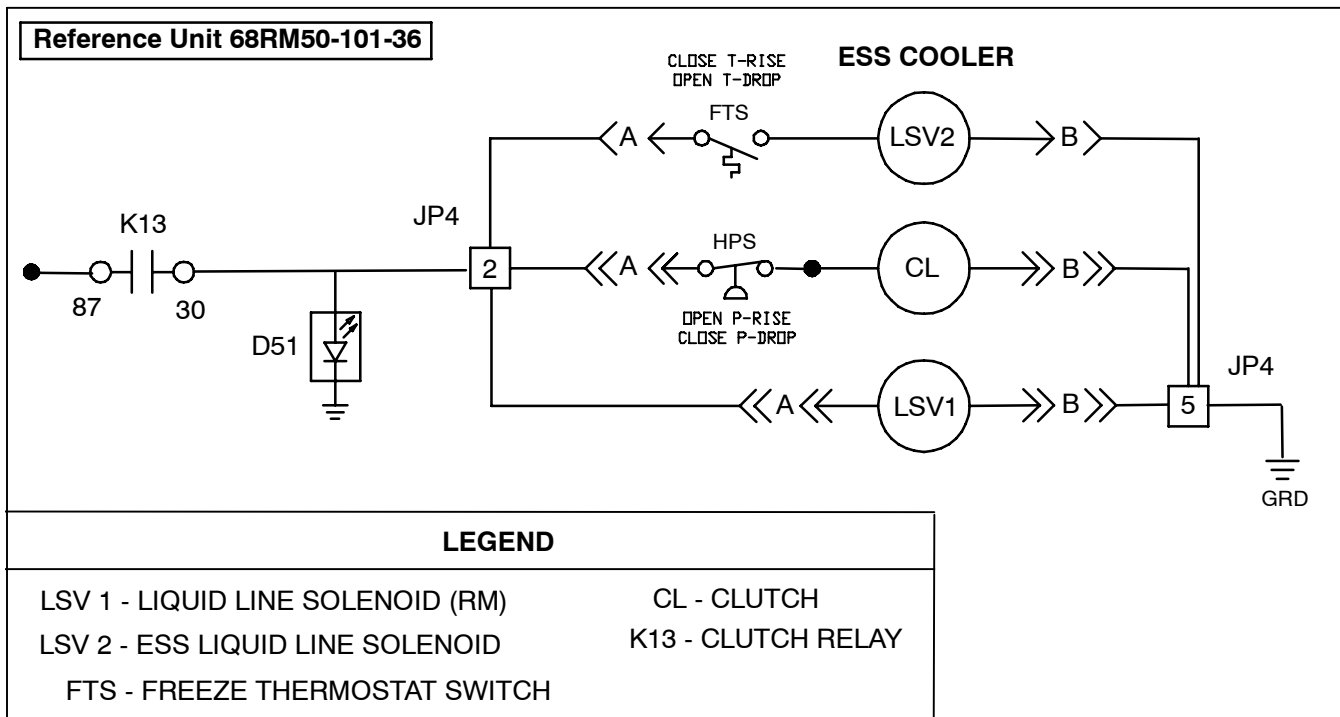 Reference Unit 68RM50-101-36
CLOSE T-RISE
OPEN T-DROP
ESS COOLER
FTS
A
LSV2
B
K13
JP4
87
30
2
A
HPS
CL
B
OPEN P-RISE
CLOSE P-DROP
D51
A
LSV1
B
JP4
5
GRD
LEGEND
LSV 1 - LIQUID LINE SOLENOID (RM)
CL - CLUTCH
LSV 2 - ESS LIQUID LINE SOLENOID
K13 - CLUTCH RELAY
FTS - FREEZE THERMOSTAT SWITCH